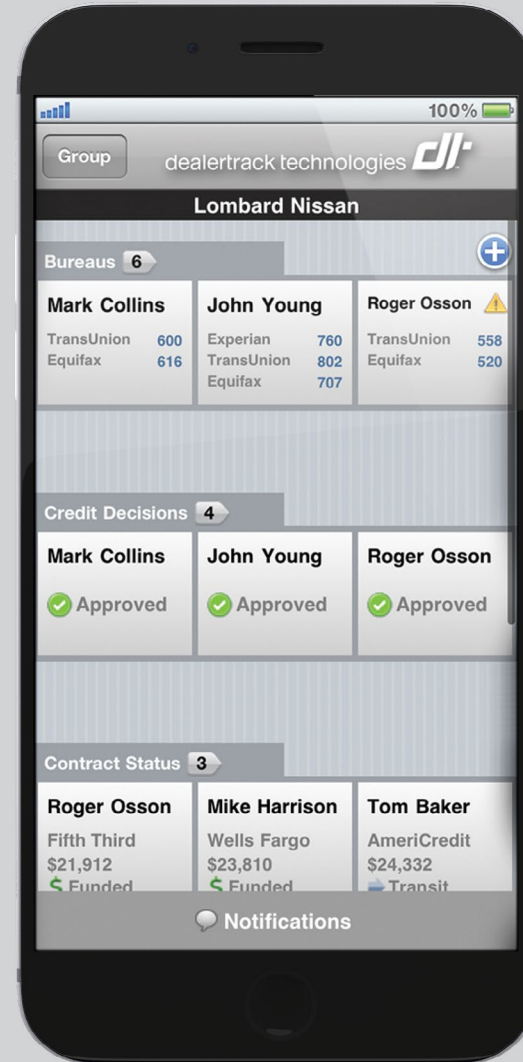 100%
Group
dealertrack technologies dt
Lombard Nissan
Bureaus 6
Mark Collins
TransUnion 600
Equifax 616
John Young
Experian 760
TransUnion 802
Equifax 707
Roger Osson
TransUnion 558
Equifax 520
Credit Decisions 4
Mark Collins
Approved
John Young
Approved
Roger Osson
Approved
Contract Status 3
Roger Osson
Fifth Third
$21,912
$ Funded
Mike Harrison
Wells Fargo
$23,810
$ Funded
Tom Baker
AmeriCredit
$24,332
Transit
Notifications